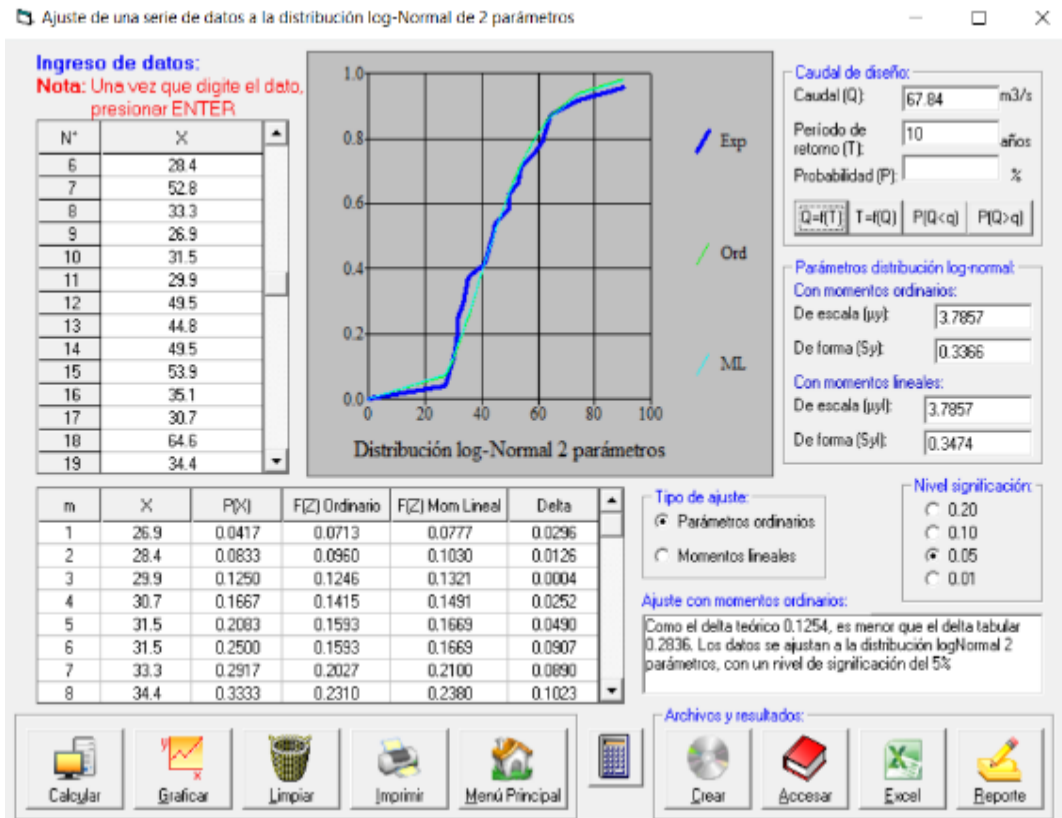 Ajuste de una serie de datos a la distribución log-Normal de 2 parámetros
Ingreso de datos:
Nota: Una vez que digite el dato,
presionar ENTER
N° X
6 28.4
7 52.8
8 33.3
9 26.9
10 31.5
11 29.9
12 49.5
13 44.8
14 49.5
15 53.9
16 35.1
17 30.7
18 64.6
19 34.4
1.0
0.8
0.6
0.4
0.2
0.0
0 20 40 60 80 100
Exp
Ord
ML
Distribución log-Normal 2 parámetros
Caudal de diseño:
Caudal (Q): 67.84 m3/s
Período de
retorno (T): 10 años
Probabilidad (P): %
Q=f(T) T=f(Q) P(Q<q) P(Q>q)
Parámetros distribución log-normal:
Con momentos ordinarios:
De escala (µy): 3.7857
De forma (Sy): 0.3366
Con momentos lineales:
De escala (µyl): 3.7857
De forma (Syl): 0.3474
m X P(X) F(Z) Ordinario F(Z) Mom Lineal Delta
1 26.9 0.0417 0.0713 0.0777 0.0296
2 28.4 0.0833 0.0960 0.1030 0.0126
3 29.9 0.1250 0.1246 0.1321 0.0004
4 30.7 0.1667 0.1415 0.1491 0.0252
5 31.5 0.2083 0.1593 0.1669 0.0490
6 31.5 0.2500 0.1593 0.1669 0.0907
7 33.3 0.2917 0.2027 0.2100 0.0890
8 34.4 0.3333 0.2310 0.2380 0.1023
Tipo de ajuste:
Parámetros ordinarios
Momentos lineales
Nivel significación:
0.20
0.10
0.05
0.01
Ajuste con momentos ordinarios:
Como el delta teórico 0.1254, es menor que el delta tabular
0.2836. Los datos se ajustan a la distribución logNormal 2
parámetros, con un nivel de significación del 5%
Calcular Graficar Limpiar Imprimir Menú Principal
Archivos y resultados:
Crear Accesar Excel Reporte